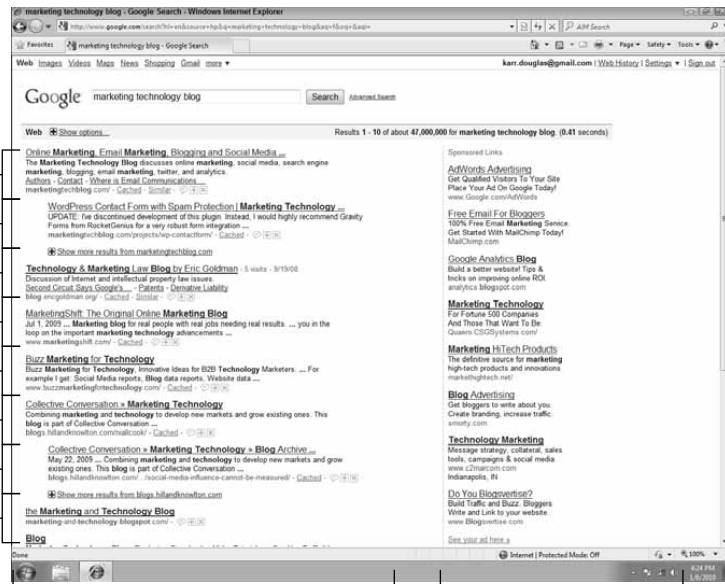 marketing technology blog - Google Search - Windows Internet Explorer
http://www.google.com/search?hl=en&source=hp&q=marketing+technology+blog&aq=f&oq=&aqi=
AIM Search
Favorites marketing technology blog - Google Search
Page Safety Tools
Web Images Videos Maps News Shopping Gmail more ▼
karr.douglas@gmail.com | Web History | Settings ▼ | Sign out
Google marketing technology blog Search Advanced Search
Web Show options... Results 1 - 10 of about 47,000,000 for marketing technology blog. (0.41 seconds)
Online Marketing, Email Marketing, Blogging and Social Media ...
The Marketing Technology Blog discusses online marketing, social media, search engine
marketing, blogging, email marketing, twitter, and analytics.
Authors - Contact - Where is Email Communications ...
marketingtechblog.com/ - Cached - Similar -
WordPress Contact Form with Spam Protection | Marketing Technology ...
UPDATE: I've discontinued development of this plugin. Instead, I would highly recommend Gravity
Forms from RocketGenius for a very robust form integration ...
marketingtechblog.com/projects/wp-contactform/ - Cached -
Show more results from marketingtechblog.com
Technology & Marketing Law Blog by Eric Goldman - 5 visits - 9/19/08
Discussion of Internet and intellectual property law issues.
Second Circuit Says Google's ... - Patents - Derivative Liability
blog.ericgoldman.org/ - Cached - Similar -
MarketingShift: The Original Online Marketing Blog
Jul 1, 2009 ... Marketing blog for real people with real jobs needing real results. ... you in the
loop on the important marketing technology advancements ...
www.marketingshift.com/ - Cached -
Buzz Marketing for Technology
Buzz Marketing for Technology, Innovative Ideas for B2B Technology Marketers. ... For
example I get: Social Media reports, Blog data reports, Website data ...
www.buzzmarketingfortechnology.com/ - Cached -
Collective Conversation » Marketing Technology
Combining marketing and technology to develop new markets and grow existing ones. This
blog is part of Collective Conversation ...
blogs.hillandknowlton.com/niallcook/ - Cached -
Collective Conversation » Marketing Technology » Blog Archive ...
May 22, 2009 ... Combining marketing and technology to develop new markets and grow
existing ones. This blog is part of Collective Conversation ...
blogs.hillandknowlton.com/.../social-media-influence-cannot-be-measured/ - Cached -
Show more results from blogs.hillandknowlton.com
the Marketing and Technology Blog
marketing-and-technology.blogspot.com/ -
Blog
Sponsored Links
AdWords Advertising
Get Qualified Visitors To Your Site
Place Your Ad On Google Today!
www.Google.com/AdWords
Free Email For Bloggers
100% Free Email Marketing Service.
Get Started With MailChimp Today!
MailChimp.com
Google Analytics Blog
Build a better website! Tips &
tricks on improving online ROI.
analytics.blogspot.com
Marketing Technology
For Fortune 500 Companies
And Those That Want To Be.
Quaero.CSGSystems.com/
Marketing HiTech Products
The definitive source for marketing
high-tech products and innovations
markethightech.net/
Blog Advertising
Get bloggers to write about you.
Create branding, increase traffic.
smorty.com
Technology Marketing
Message strategy, collateral, sales
tools, campaigns & social media
www.c2marcom.com
Indianapolis, IN
Do You Blogsvertise?
Build Traffic and Buzz. Bloggers
Write and Link to your website.
www.Blogsvertise.com
See your ad here »
Done Internet | Protected Mode: Off 100%
4:24 PM
1/8/2010